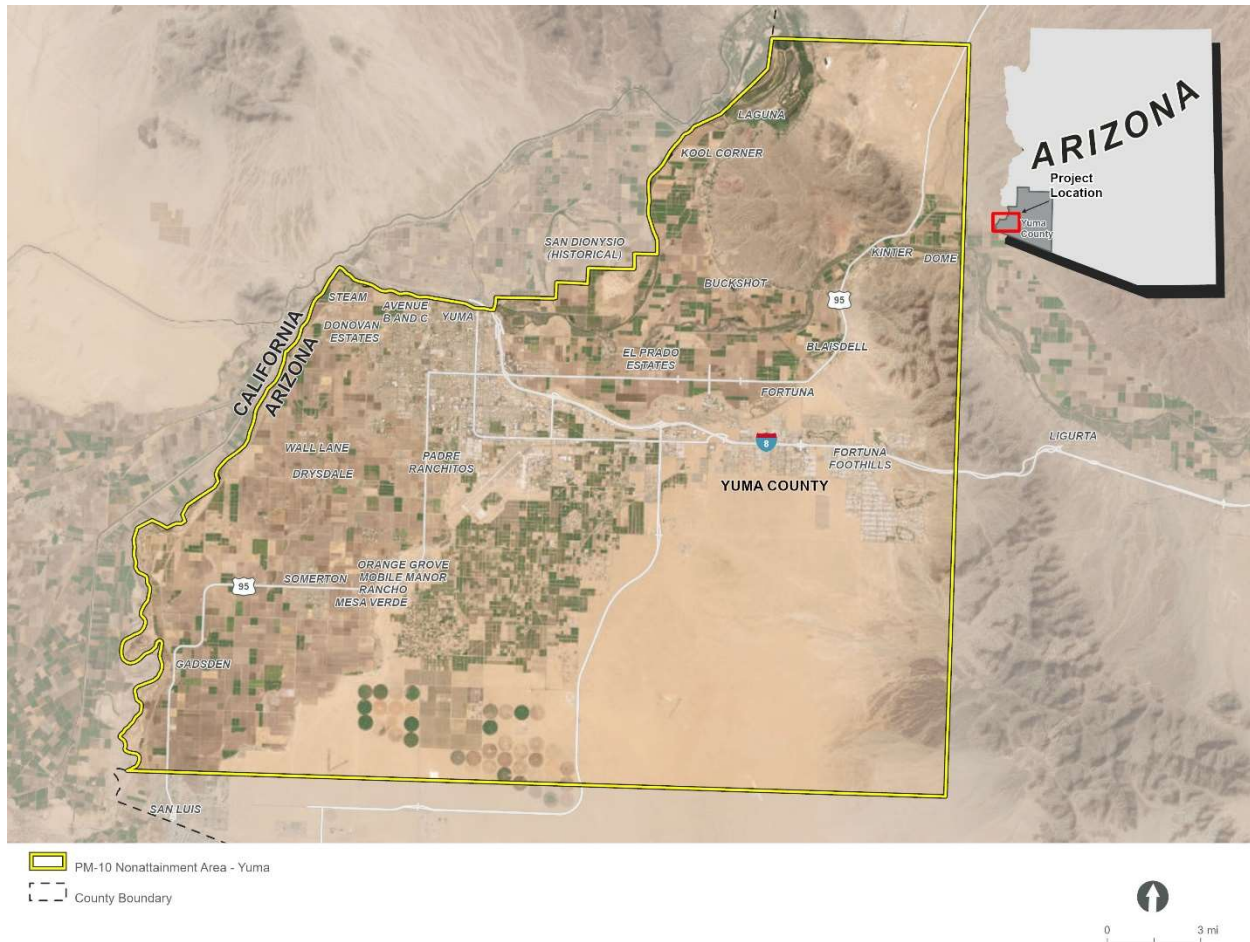 LAGUNA
KOOL CORNER
ARIZONA
Project
Location
Yuma
County
SAN DIONYSIO
(HISTORICAL)
KINTER
DOME
BUCKSHOT
95
STEAM
AVENUE
B AND C
YUMA
DONOVAN
ESTATES
CALIFORNIA
ARIZONA
EL PRADO
ESTATES
BLAISDELL
FORTUNA
WALL LANE
DRYSDALE
PADRE
RANCHITOS
8
FORTUNA
FOOTHILLS
LIGURTA
YUMA COUNTY
95
SOMERTON
ORANGE GROVE
MOBILE MANOR
RANCHO
MESA VERDE
GADSDEN
SAN LUIS
PM-10 Nonattainment Area - Yuma
County Boundary
0 3 mi